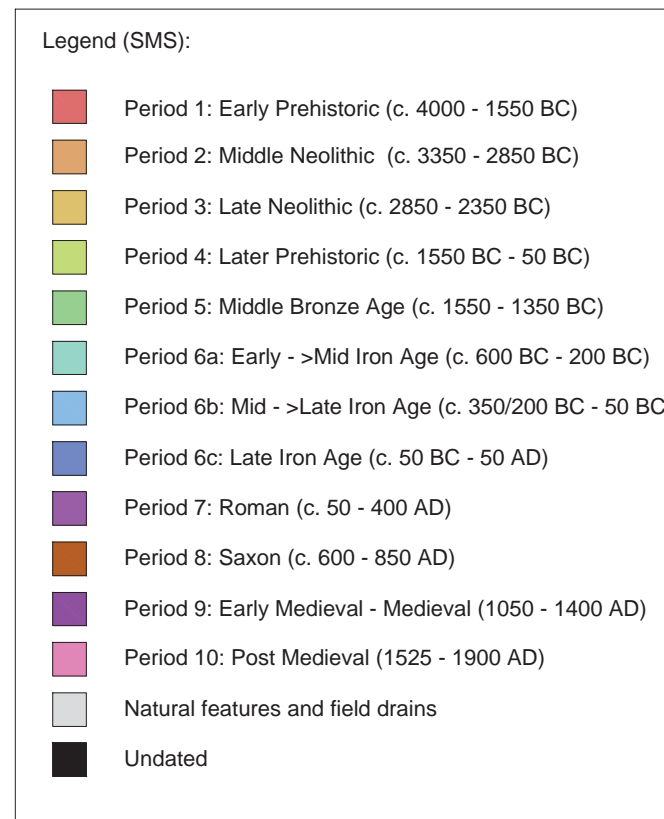 Legend (SMS):
Period 1: Early Prehistoric (c. 4000 - 1550 BC)
Period 2: Middle Neolithic (c. 3350 - 2850 BC)
Period 3: Late Neolithic (c. 2850 - 2350 BC)
Period 4: Later Prehistoric (c. 1550 BC - 50 BC)
Period 5: Middle Bronze Age (c. 1550 - 1350 BC)
Period 6a: Early - >Mid Iron Age (c. 600 BC - 200 BC)
Period 6b: Mid - >Late Iron Age (c. 350/200 BC - 50 BC
Period 6c: Late Iron Age (c. 50 BC - 50 AD)
Period 7: Roman (c. 50 - 400 AD)
Period 8: Saxon (c. 600 - 850 AD)
Period 9: Early Medieval - Medieval (1050 - 1400 AD)
Period 10: Post Medieval (1525 - 1900 AD)
Natural features and field drains
Undated